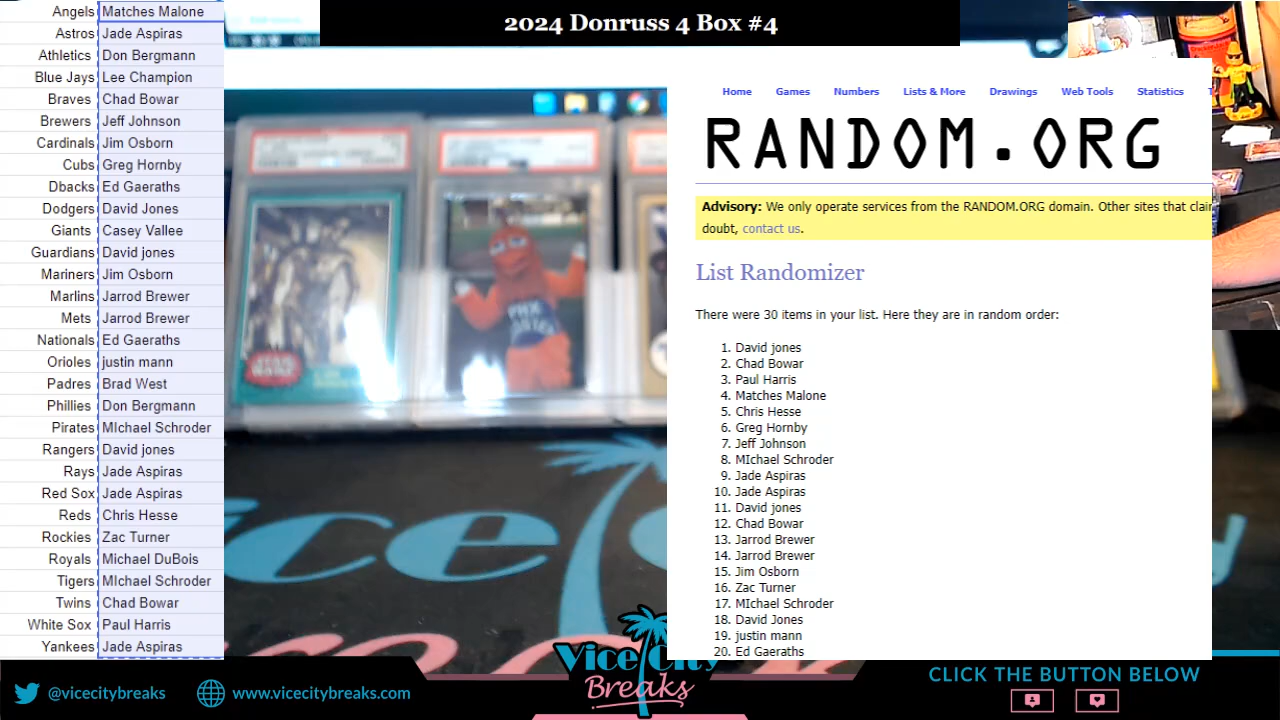 2024 Donruss 4 Box #4
Angels Matches Malone
Astros Jade Aspiras
Athletics Don Bergmann
Blue Jays Lee Champion
Braves Chad Bowar
Brewers Jeff Johnson
Cardinals Jim Osborn
Cubs Greg Hornby
Dbacks Ed Gaeraths
Dodgers David Jones
Giants Casey Vallee
Guardians David jones
Mariners Jim Osborn
Marlins Jarrod Brewer
Mets Jarrod Brewer
Nationals Ed Gaeraths
Orioles justin mann
Padres Brad West
Phillies Don Bergmann
Pirates MIchael Schroder
Rangers David jones
Rays Jade Aspiras
Red Sox Jade Aspiras
Reds Chris Hesse
Rockies Zac Turner
Royals Michael DuBois
Tigers MIchael Schroder
Twins Chad Bowar
White Sox Paul Harris
Yankees Jade Aspiras
STAR WARS
PHX
ice C
Home Games Numbers Lists & More Drawings Web Tools Statistics T
RANDOM.ORG
Advisory: We only operate services from the RANDOM.ORG domain. Other sites that clair
doubt, contact us.
List Randomizer
There were 30 items in your list. Here they are in random order:
1. David jones
2. Chad Bowar
3. Paul Harris
4. Matches Malone
5. Chris Hesse
6. Greg Hornby
7. Jeff Johnson
8. MIchael Schroder
9. Jade Aspiras
10. Jade Aspiras
11. David jones
12. Chad Bowar
13. Jarrod Brewer
14. Jarrod Brewer
15. Jim Osborn
16. Zac Turner
17. MIchael Schroder
18. David Jones
19. justin mann
20. Ed Gaeraths
@vicecitybreaks
www.vicecitybreaks.com
Vice City
Breaks
CLICK THE BUTTON BELOW